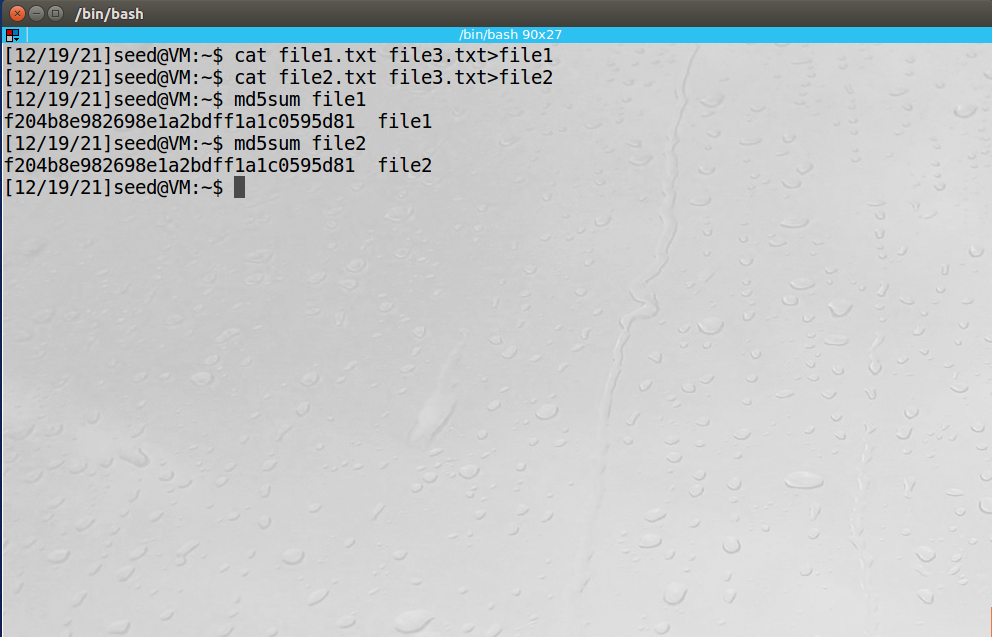 /bin/bash
/bin/bash 90x27
[12/19/21]seed@VM:~$ cat file1.txt file3.txt>file1
[12/19/21]seed@VM:~$ cat file2.txt file3.txt>file2
[12/19/21]seed@VM:~$ md5sum file1
f204b8e982698e1a2bdff1a1c0595d81  file1
[12/19/21]seed@VM:~$ md5sum file2
f204b8e982698e1a2bdff1a1c0595d81  file2
[12/19/21]seed@VM:~$